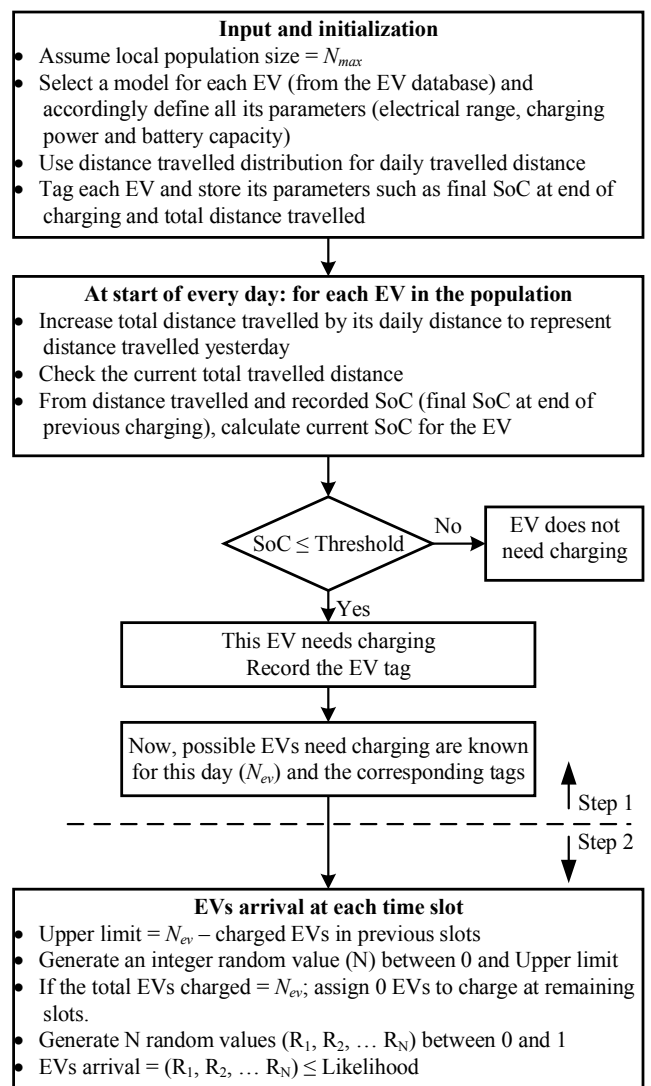 Input and initialization
• Assume local population size = Nmax
• Select a model for each EV (from the EV database) and
accordingly define all its parameters (electrical range, charging
power and battery capacity)
• Use distance travelled distribution for daily travelled distance
• Tag each EV and store its parameters such as final SoC at end of
charging and total distance travelled
At start of every day: for each EV in the population
• Increase total distance travelled by its daily distance to represent
distance travelled yesterday
• Check the current total travelled distance
• From distance travelled and recorded SoC (final SoC at end of
previous charging), calculate current SoC for the EV
SoC ≤ Threshold
No
EV does not
need charging
Yes
This EV needs charging
Record the EV tag
Now, possible EVs need charging are known
for this day (Nev) and the corresponding tags
Step 1
Step 2
EVs arrival at each time slot
• Upper limit = Nev – charged EVs in previous slots
• Generate an integer random value (N) between 0 and Upper limit
• If the total EVs charged = Nev; assign 0 EVs to charge at remaining
slots.
• Generate N random values (R1, R2, … RN) between 0 and 1
• EVs arrival = (R1, R2, … RN) ≤ Likelihood